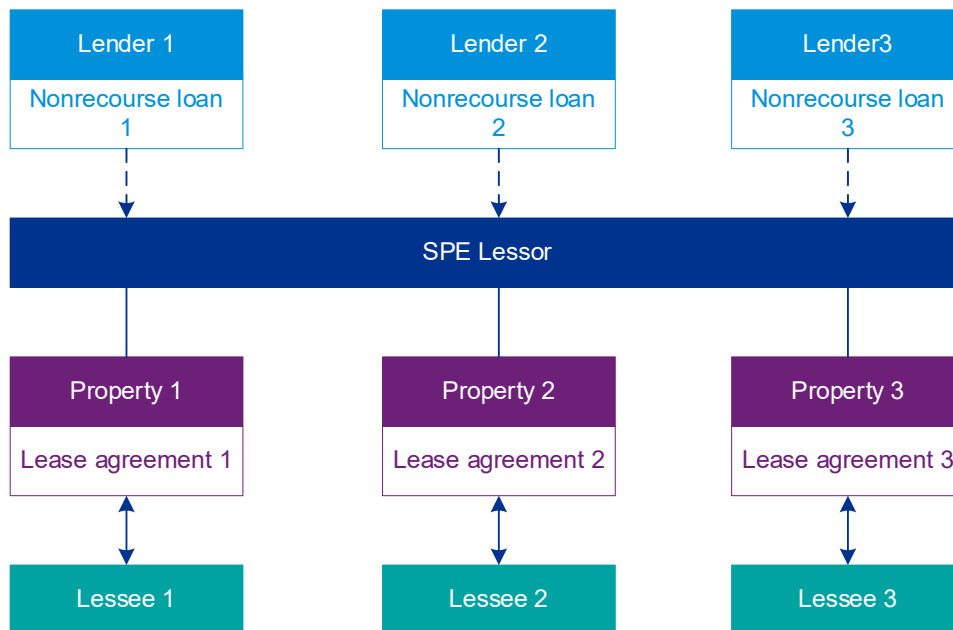 Lender 1
Lender 2
Lender3
Nonrecourse loan
1
Nonrecourse loan
2
Nonrecourse loan
3
SPE Lessor
Property 1
Property 2
Property 3
Lease agreement 1
Lease agreement 2
Lease agreement 3
Lessee 1
Lessee 2
Lessee 3